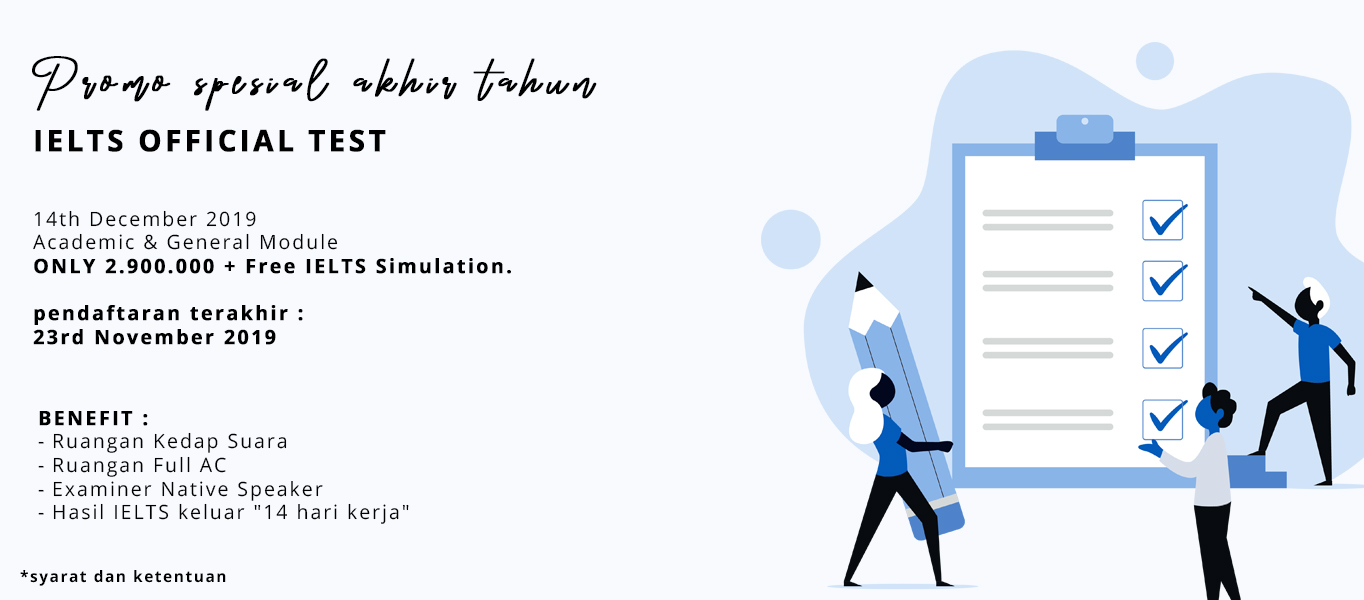 Promo spesial akhir tahun
IELTS OFFICIAL TEST
14th December 2019
Academic & General Module
ONLY 2.900.000 + Free IELTS Simulation.
pendaftaran terakhir :
23rd November 2019
BENEFIT :
- Ruangan Kedap Suara
- Ruangan Full AC
- Examiner Native Speaker
- Hasil IELTS keluar "14 hari kerja"
*syarat dan ketentuan